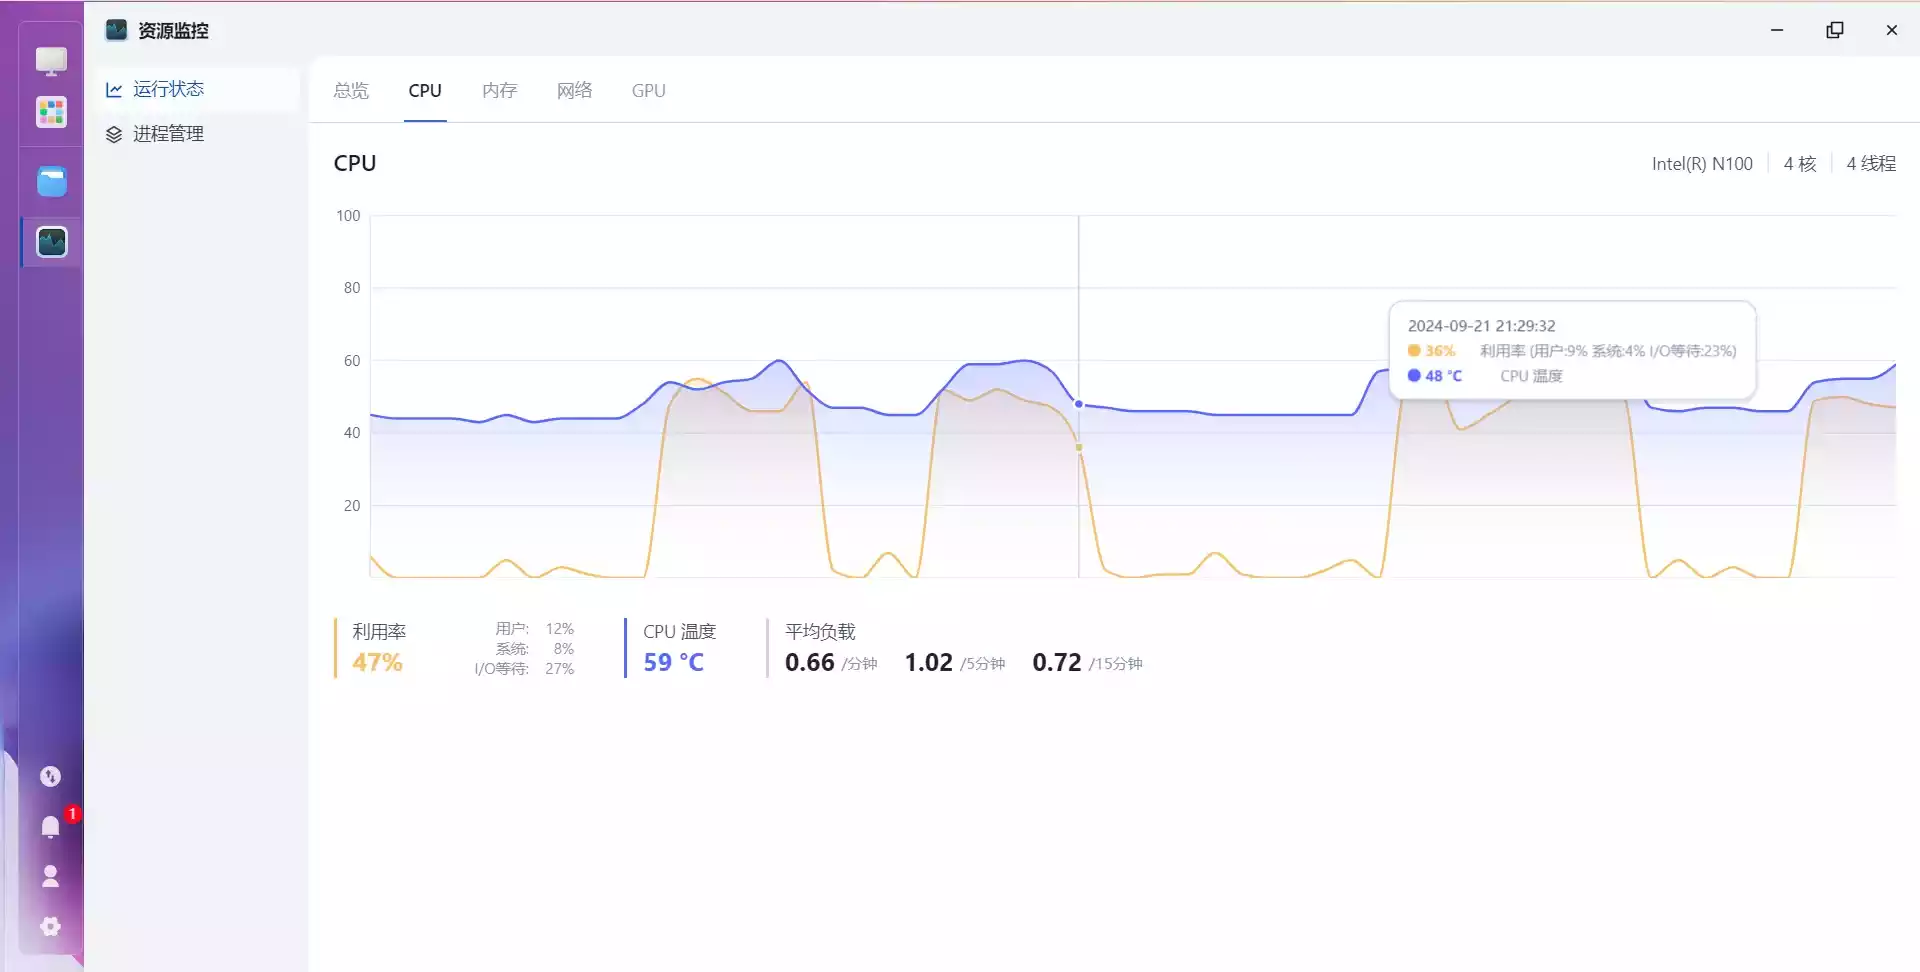 资源监控
运行状态
进程管理
总览 CPU 内存 网络 GPU
CPU
Intel(R) N100 4 核 4 线程
100
80
60
40
20
2024-09-21 21:29:32
36% 利用率 (用户:9% 系统:4% I/O等待:23%)
48 °C CPU 温度
利用率
47%
用户: 12%
系统: 8%
I/O等待: 27%
CPU 温度
59 °C
平均负载
0.66 /分钟 1.02 /5分钟 0.72 /15分钟
1